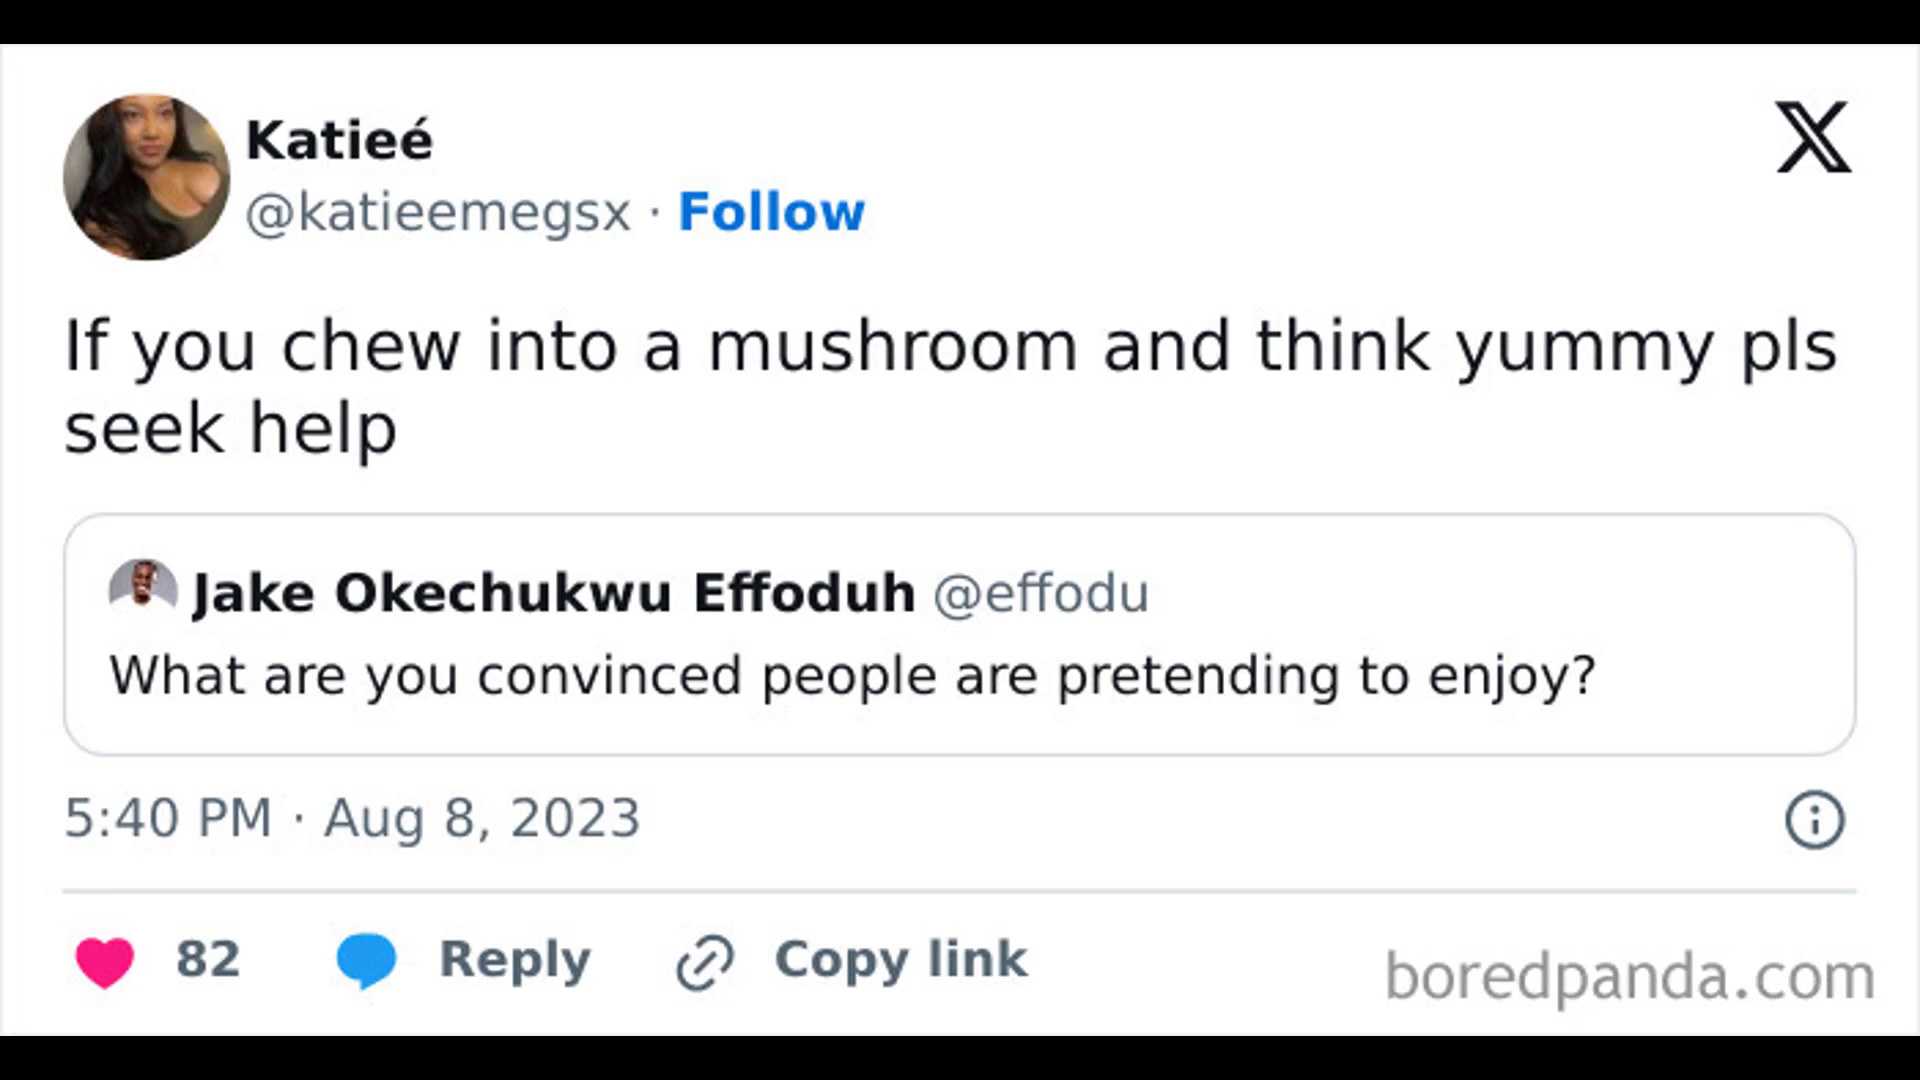 Katieé
@katieemegsx · Follow
If you chew into a mushroom and think yummy pls
seek help
Jake Okechukwu Effoduh @effodu
What are you convinced people are pretending to enjoy?
5:40 PM · Aug 8, 2023
82 Reply Copy link
boredpanda.com